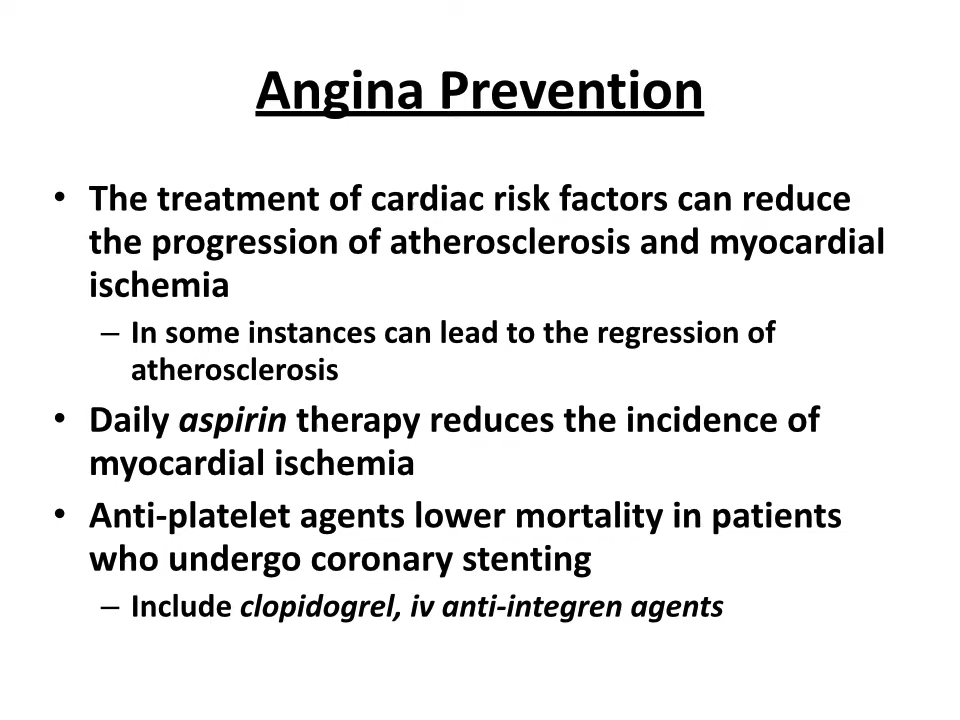 Angina Prevention
• The treatment of cardiac risk factors can reduce
the progression of atherosclerosis and myocardial
ischemia
– In some instances can lead to the regression of
atherosclerosis
• Daily aspirin therapy reduces the incidence of
myocardial ischemia
• Anti-platelet agents lower mortality in patients
who undergo coronary stenting
– Include clopidogrel, iv anti-integren agents